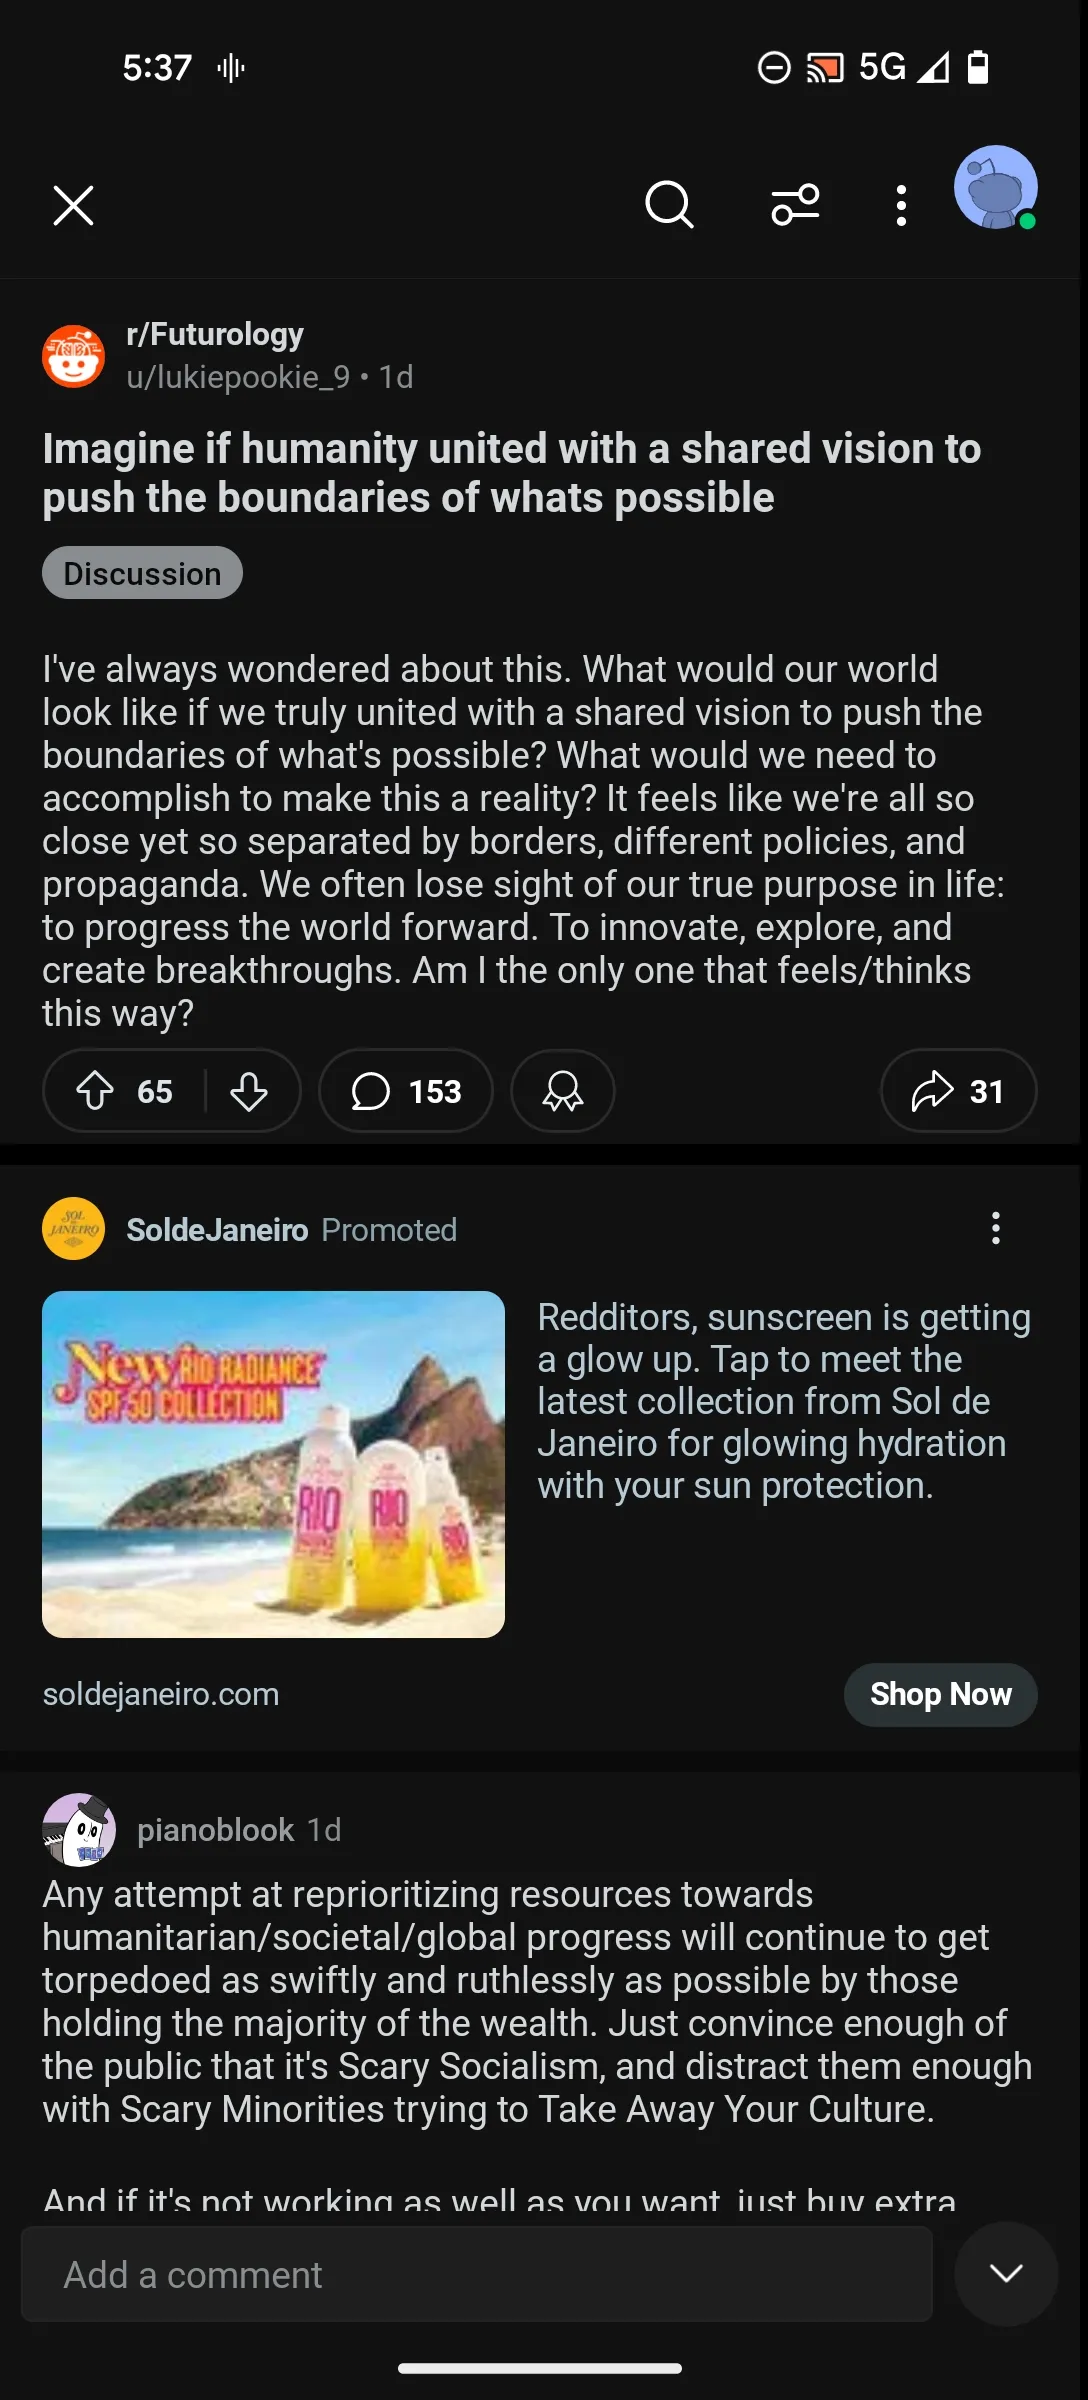 5:37
5G
r/Futurology
u/lukiepookie_9 • 1d
Imagine if humanity united with a shared vision to
push the boundaries of whats possible
Discussion
I've always wondered about this. What would our world
look like if we truly united with a shared vision to push the
boundaries of what's possible? What would we need to
accomplish to make this a reality? It feels like we're all so
close yet so separated by borders, different policies, and
propaganda. We often lose sight of our true purpose in life:
to progress the world forward. To innovate, explore, and
create breakthroughs. Am I the only one that feels/thinks
this way?
65
153
31
SOL
JANEIRO
SoldeJaneiro Promoted
New RIO RADIANCE
SPF 50 COLLECTION
RIO
RIO
RIO
Redditors, sunscreen is getting
a glow up. Tap to meet the
latest collection from Sol de
Janeiro for glowing hydration
with your sun protection.
soldejaneiro.com
Shop Now
pianoblook 1d
Any attempt at reprioritizing resources towards
humanitarian/societal/global progress will continue to get
torpedoed as swiftly and ruthlessly as possible by those
holding the majority of the wealth. Just convince enough of
the public that it's Scary Socialism, and distract them enough
with Scary Minorities trying to Take Away Your Culture.
And if it's not working as well as you want, just buy extra
Add a comment